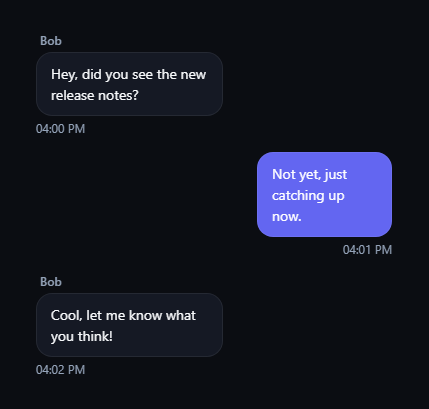 Bob
Hey, did you see the new
release notes?
04:00 PM
Not yet, just
catching up
now.
04:01 PM
Bob
Cool, let me know what
you think!
04:02 PM